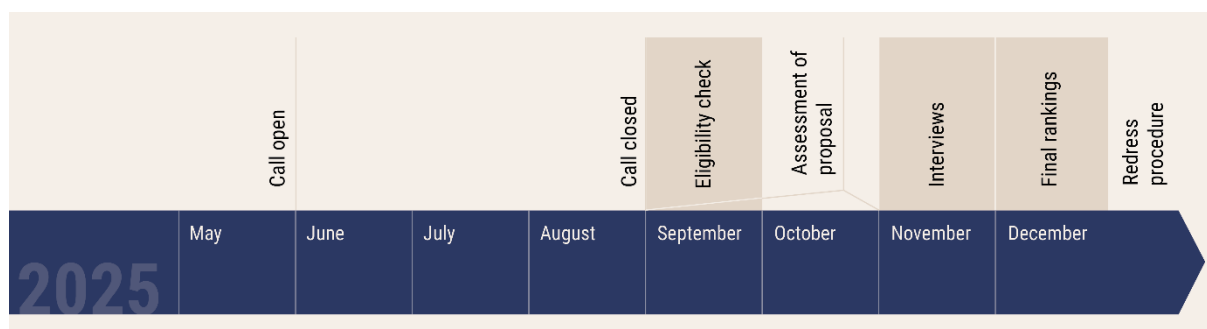 Call open
Call closed
Eligibility check
Assessment of
proposal
Interviews
Final rankings
Redress
procedure
May
June
July
August
September
October
November
December
2025